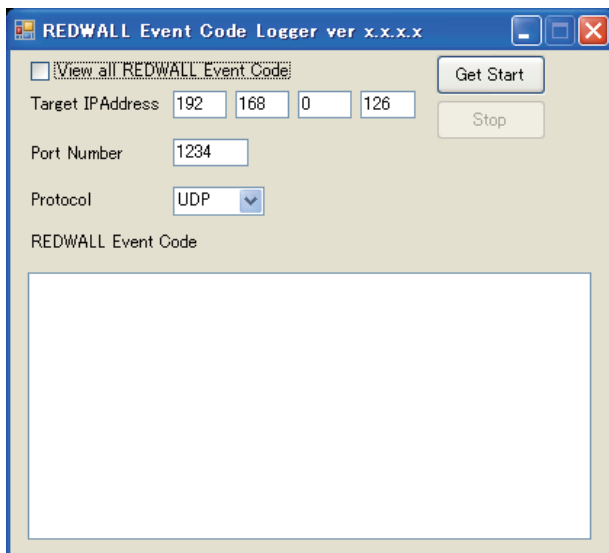 REDWALL Event Code Logger ver x.x.x.x
View all REDWALL Event Code
Get Start
Target IPAddress 192 168 0 126
Stop
Port Number 1234
Protocol UDP
REDWALL Event Code